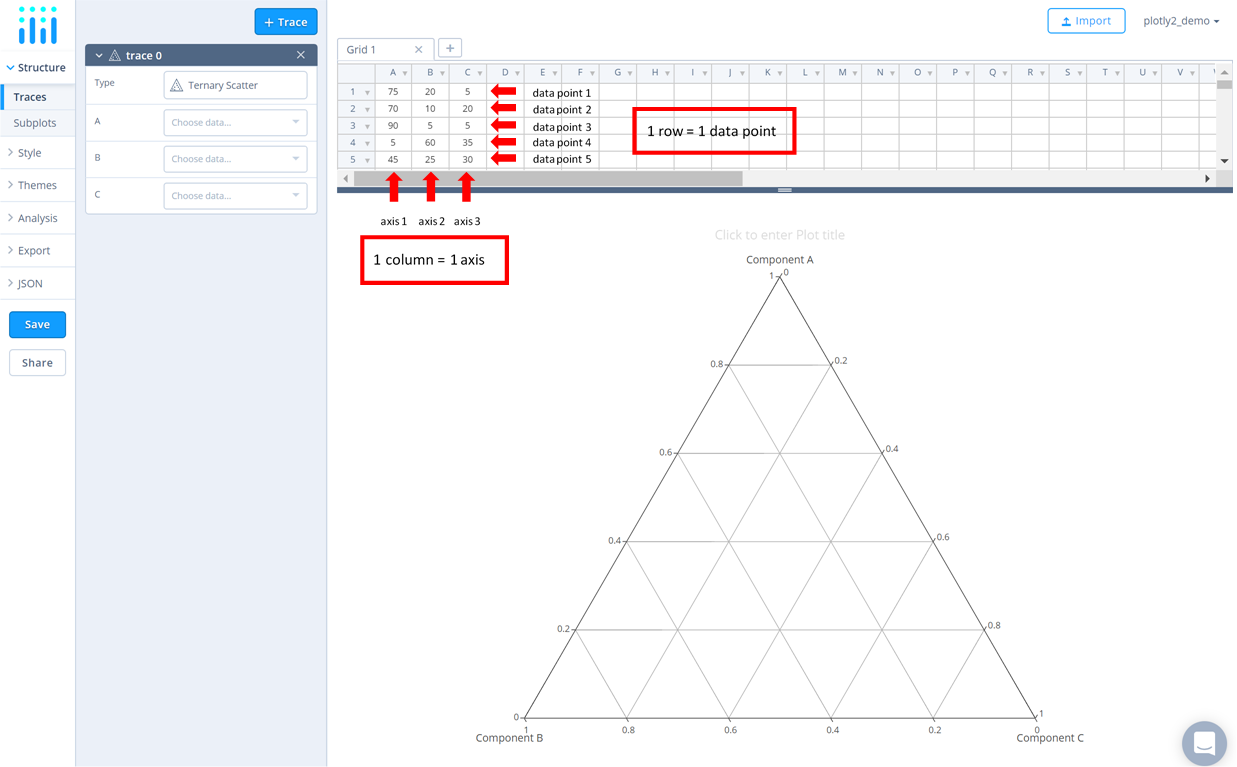 + Trace
Import
plotly2_demo
Structure
Traces
Subplots
Style
Themes
Analysis
Export
JSON
Save
Share
trace 0
Type Ternary Scatter
A Choose data...
B Choose data...
C Choose data...
Grid 1 +
A B C D E F G H I J K L M N O P Q R S T U V
1 75 20 5 data point 1
2 70 10 20 data point 2
3 90 5 5 data point 3
4 5 60 35 data point 4
5 45 25 30 data point 5
1 row = 1 data point
axis 1 axis 2 axis 3
1 column = 1 axis
Click to enter Plot title
Component A
1 0
0.8 0.2
0.6 0.4
0.4 0.6
0.2 0.8
0 1
1 0.8 0.6 0.4 0.2 0
Component B Component C